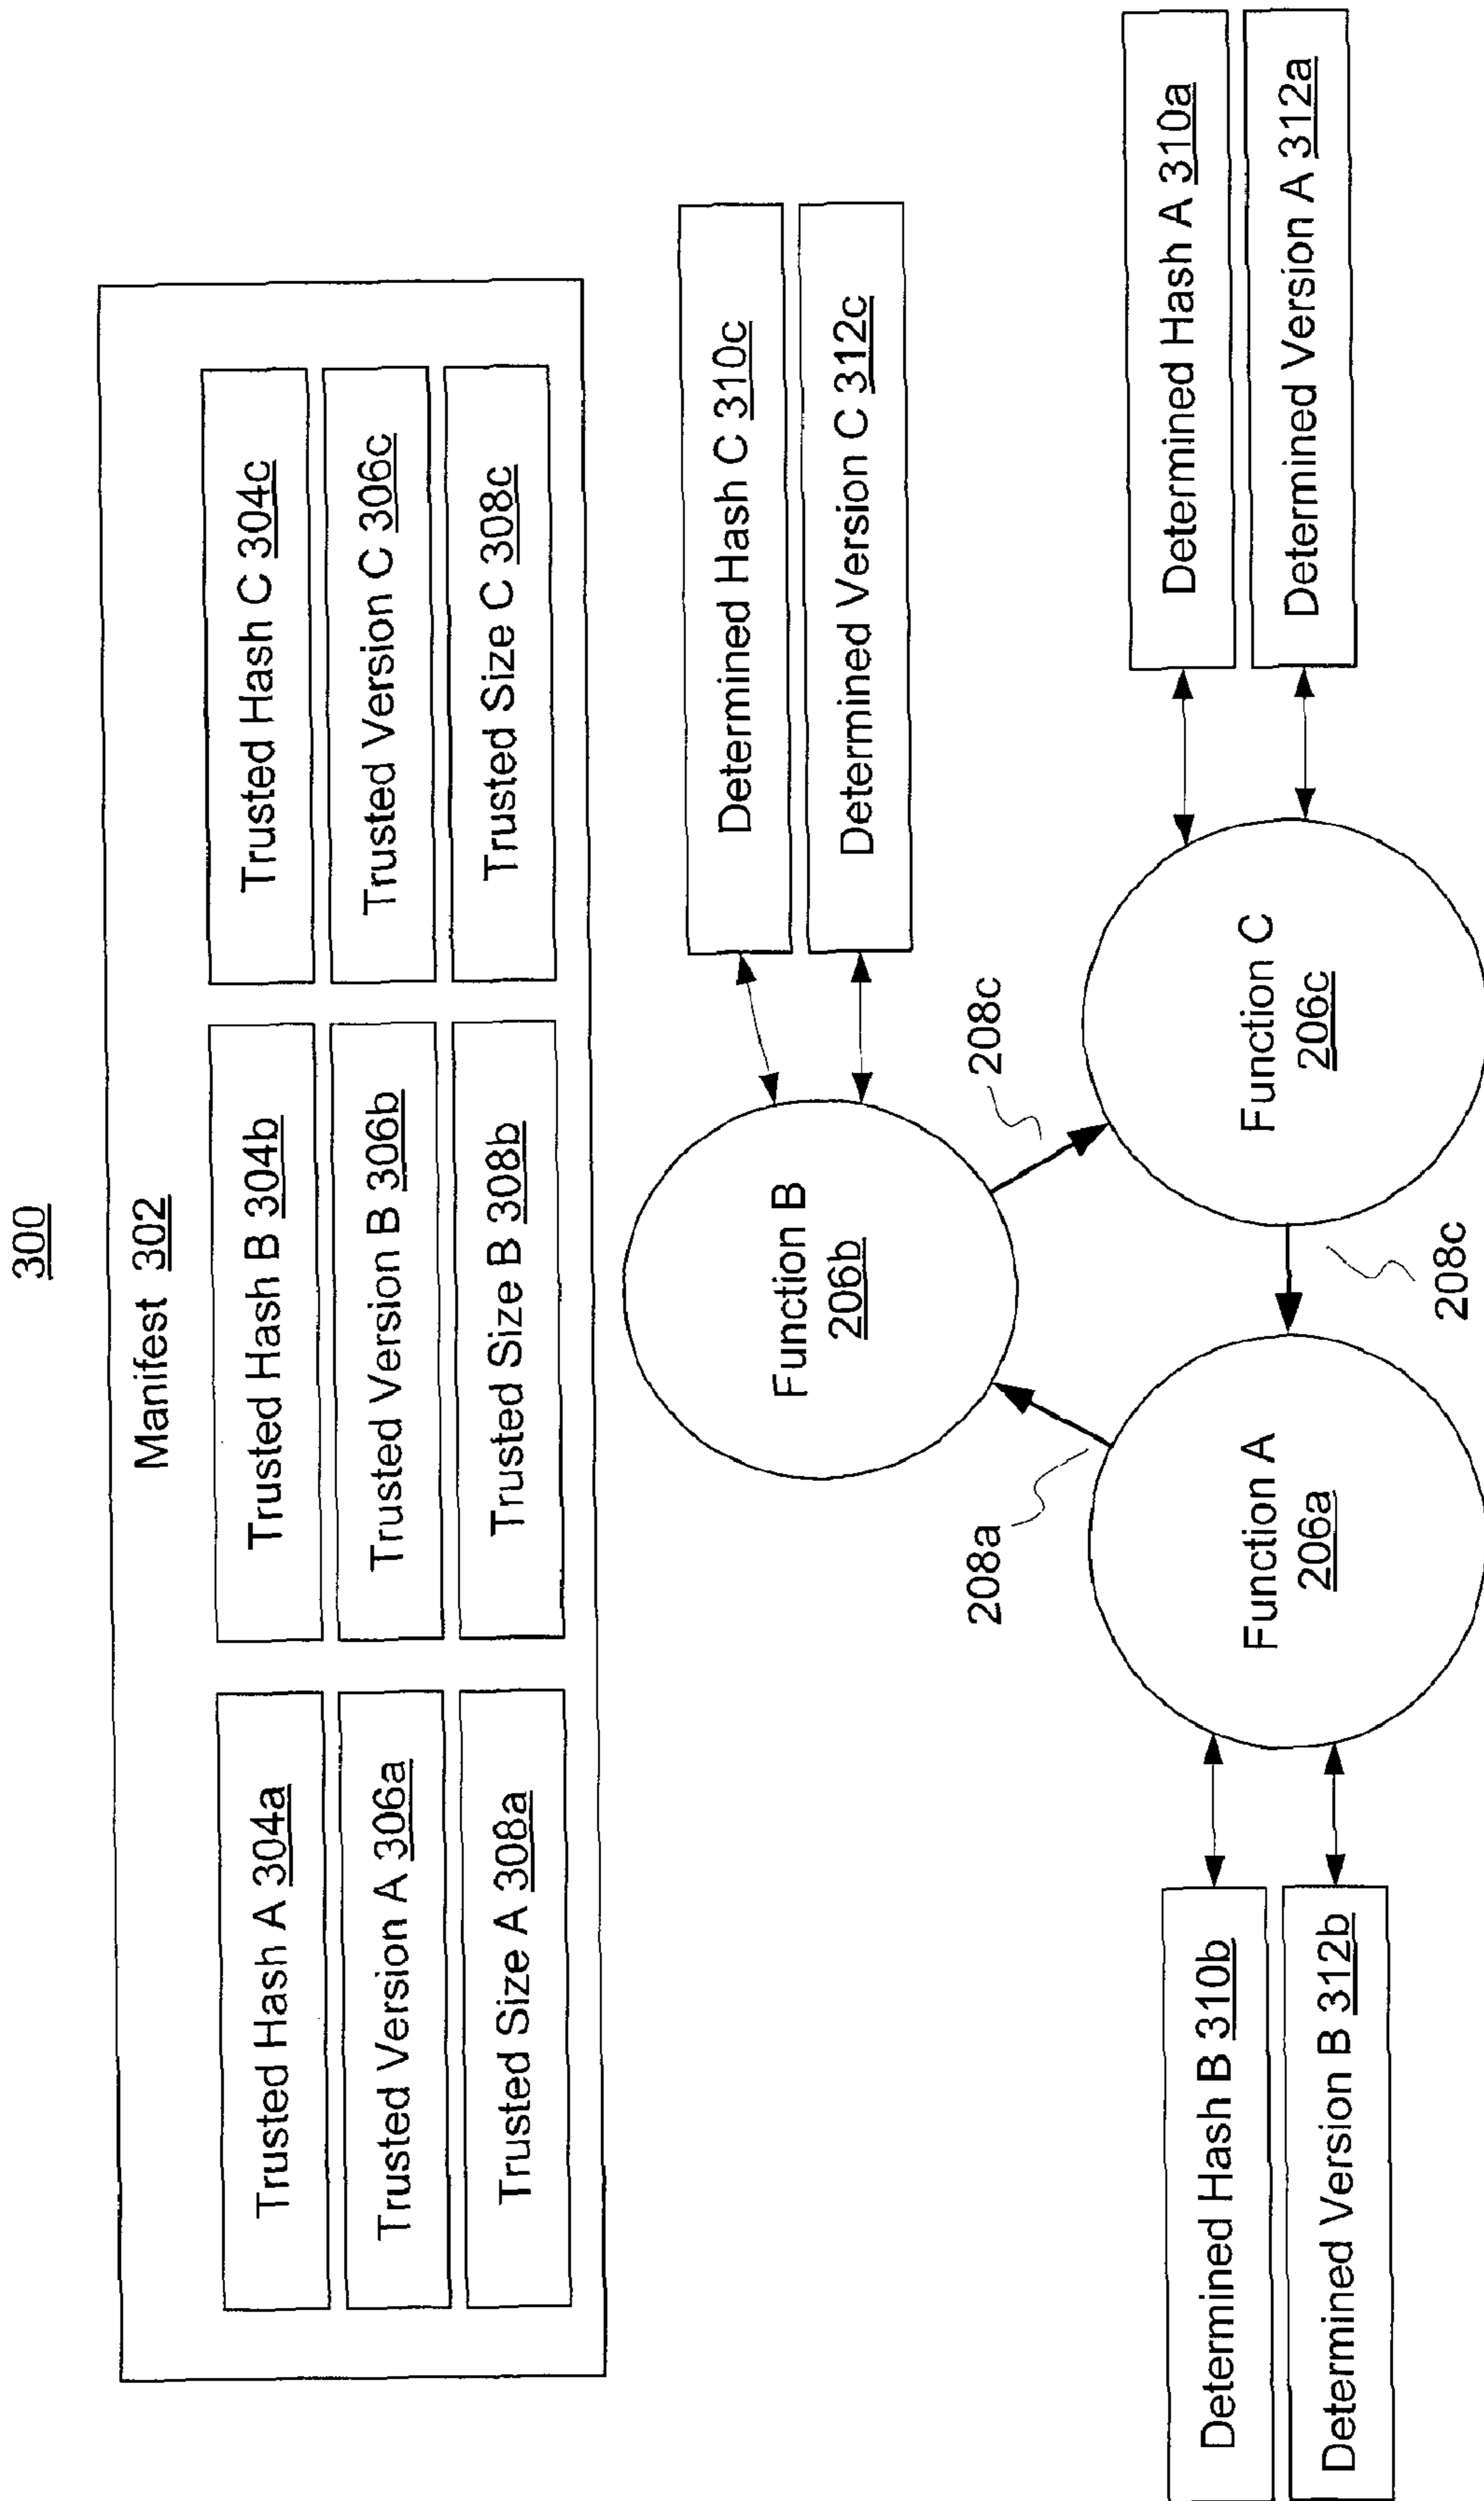 300
Manifest 302
Trusted Hash A 304a
Trusted Version A 306a
Trusted Size A 308a
Trusted Hash B 304b
Trusted Version B 306b
Trusted Size B 308b
Trusted Hash C 304c
Trusted Version C 306c
Trusted Size C 308c
Function B
206b
Determined Hash C 310c
Determined Version C 312c
208a
208c
Determined Hash B 310b
Determined Version B 312b
Function A
206a
Function C
206c
Determined Hash A 310a
Determined Version A 312a
208c